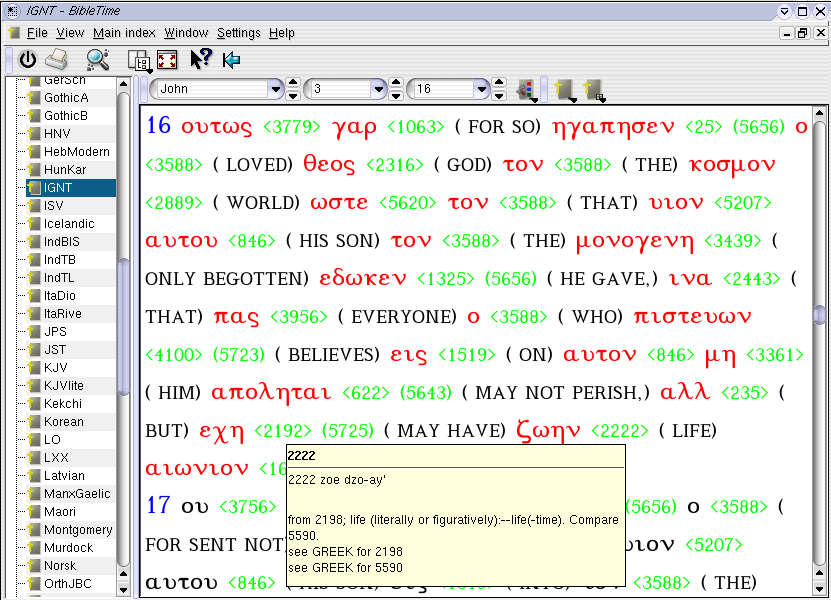 IGNT - BibleTime
File View Main index Window Settings Help
John 3 16
GerSch
GothicA
GothicB
HNV
HebModern
HunKar
IGNT
ISV
Icelandic
IndBIS
IndTB
IndTL
ItaDio
ItaRive
JPS
JST
KJV
KJVlite
Kekchi
Korean
LO
LXX
Latvian
ManxGaelic
Maori
Montgomery
Murdock
Norsk
OrthJBC
16 ουτως <3779> γαρ <1063> ( FOR SO) ηγαπησεν <25> (5656) ο
<3588> ( LOVED) θεος <2316> ( GOD) τον <3588> ( THE) κοσμον
<2889> ( WORLD) ωστε <5620> τον <3588> ( THAT) υιον <5207>
αυτου <846> ( HIS SON) τον <3588> ( THE) μονογενη <3439> (
ONLY BEGOTTEN) εδωκεν <1325> (5656) ( HE GAVE,) ινα <2443> (
THAT) πας <3956> ( EVERYONE) ο <3588> ( WHO) πιστευων
<4100> (5723) ( BELIEVES) εις <1519> ( ON) αυτον <846> μη <3361>
( HIM) αποληται <622> (5643) ( MAY NOT PERISH,) αλλ <235> (
BUT) εχη <2192> (5725) ( MAY HAVE) ζωην <2222> ( LIFE)
αιωνιον
2222
2222 zoe dzo-ay'
from 2198; life (literally or figuratively):--life(-time). Compare
5590.
see GREEK for 2198
see GREEK for 5590
17 ου <3756> (5656) ο <3588> (
FOR SENT NOT <5207>
αυτου <846> <3588> ( THE)